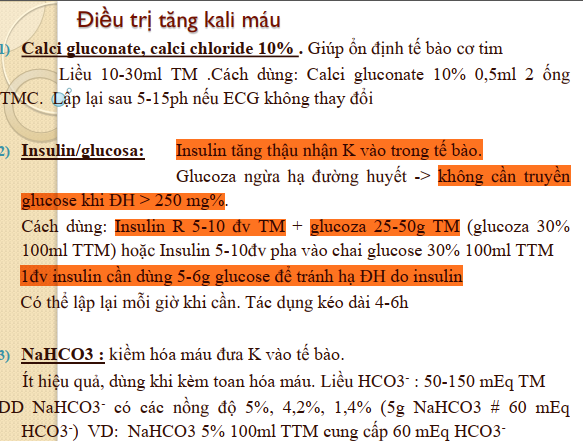 Điều trị tăng kali máu
1) Calci gluconate, calci chloride 10% . Giúp ổn định tế bào cơ tim
Liều 10-30ml TM .Cách dùng: Calci gluconate 10% 0,5ml 2 ống
TMC. Lấp lại sau 5-15ph nếu ECG không thay đổi
2) Insulin/glucosa: Insulin tăng thậu nhận K vào trong tế bào.
Glucoza ngừa hạ đường huyết -> không cần truyền
glucose khi ĐH > 250 mg%.
Cách dùng: Insulin R 5-10 đv TM + glucoza 25-50g TM (glucoza 30%
100ml TTM) hoặc Insulin 5-10đv pha vào chai glucose 30% 100ml TTM
1đv insulin cần dùng 5-6g glucose để tránh hạ ĐH do insulin
Có thể lập lại mỗi giờ khi cần. Tác dụng kéo dài 4-6h
3) NaHCO3 : kiềm hóa máu đưa K vào tế bào.
Ít hiệu quả, dùng khi kèm toan hóa máu. Liều HCO3- : 50-150 mEq TM
DD NaHCO3- có các nồng độ 5%, 4,2%, 1,4% (5g NaHCO3 # 60 mEq
HCO3-) VD: NaHCO3 5% 100ml TTM cung cấp 60 mEq HCO3-